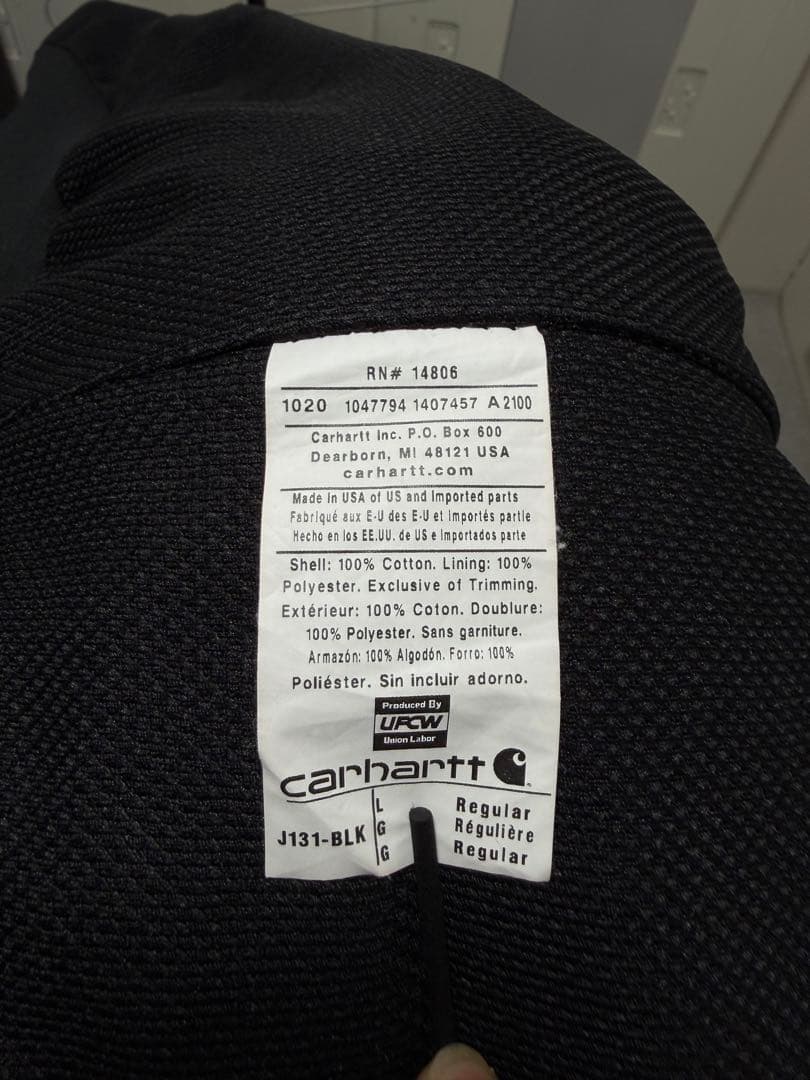 RN# 14806
1020 1047794 1407457 A 2100
Carhartt Inc. P.O. Box 600
Dearborn, MI 48121 USA
carhartt.com
Made in USA of US and Imported parts
Fabriqué aux E-U des E-U et Importés partie
Hecho en los EE.UU. de US e Importados parte
Shell: 100% Cotton. Lining: 100%
Polyester. Exclusive of Trimming.
Extérieur: 100% Coton. Doublure:
100% Polyester. Sans garniture.
Armazón: 100% Algodón. Forro: 100%
Poliéster. Sin incluir adorno.
Produced By
UFCW
Union Labor
carhartt
J131-BLK
L Regular
G Régulière
G Regular